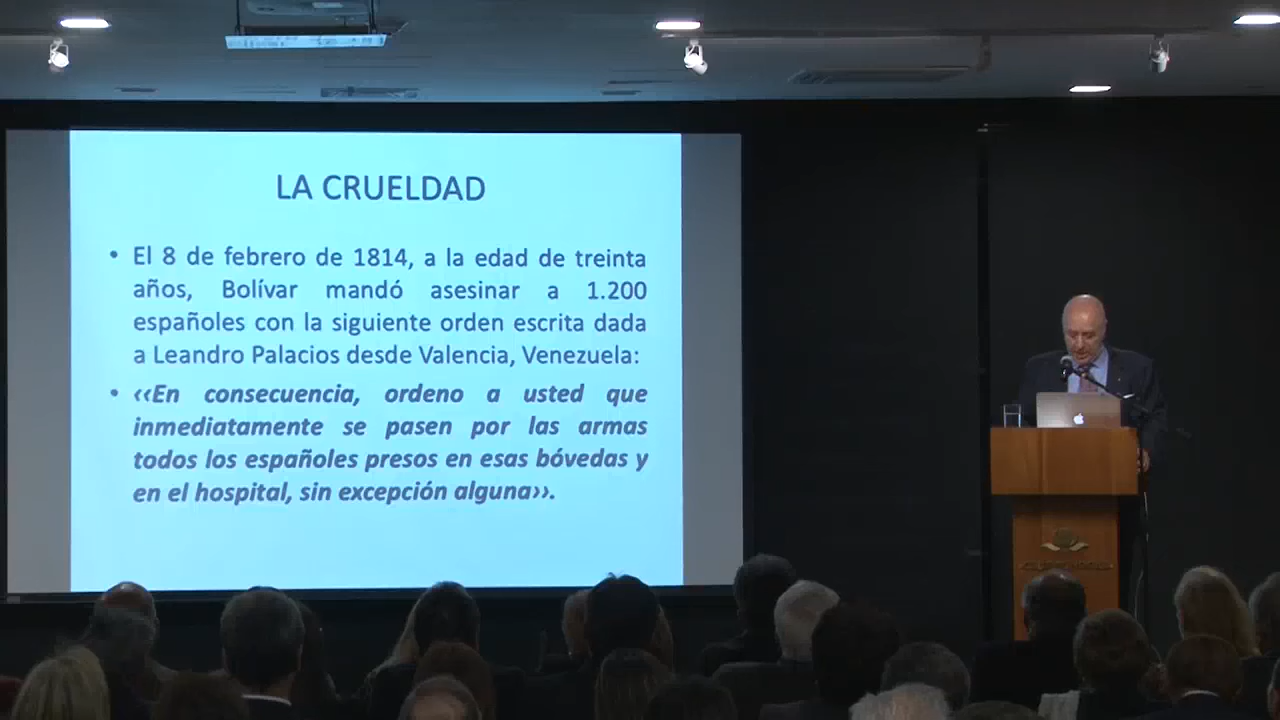 LA CRUELDAD
• El 8 de febrero de 1814, a la edad de treinta
años, Bolívar mandó asesinar a 1.200
españoles con la siguiente orden escrita dada
a Leandro Palacios desde Valencia, Venezuela:
• ‹‹En consecuencia, ordeno a usted que
inmediatamente se pasen por las armas
todos los españoles presos en esas bóvedas y
en el hospital, sin excepción alguna››.